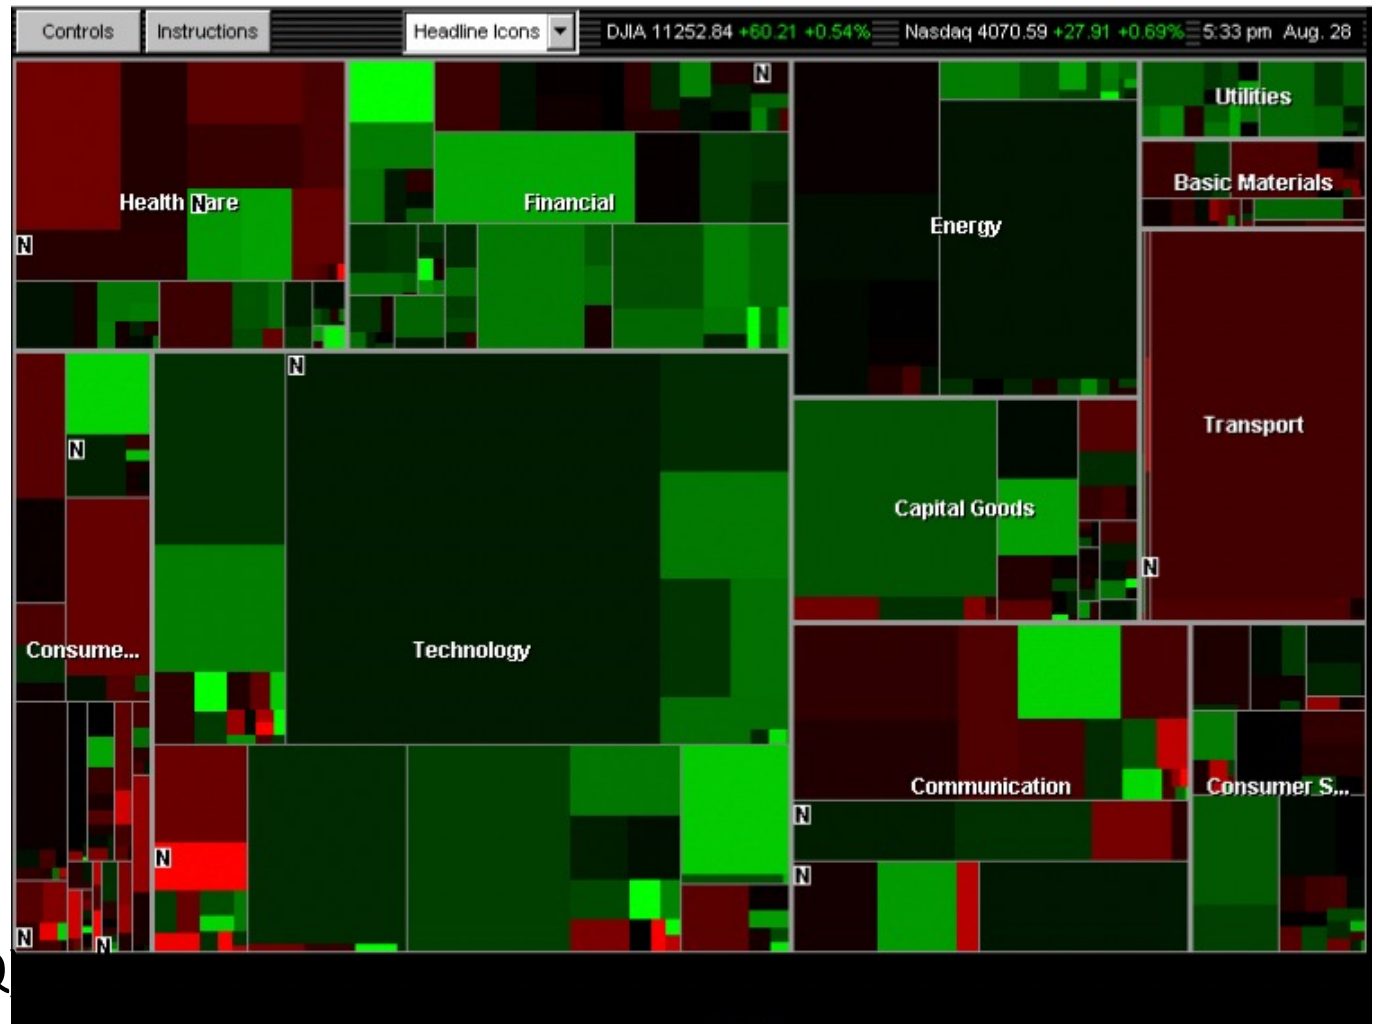 Controls Instructions Headline Icons DJIA 11252.84 +60.21 +0.54% Nasdaq 4070.59 +27.91 +0.69% 5:33 pm Aug. 28
N
Utilities
Basic Materials
Health Nare
Financial
Energy
N
N
Transport
N
Capital Goods
N
Consume...
Technology
Communication
Consumer S...
N
N
N
N
N